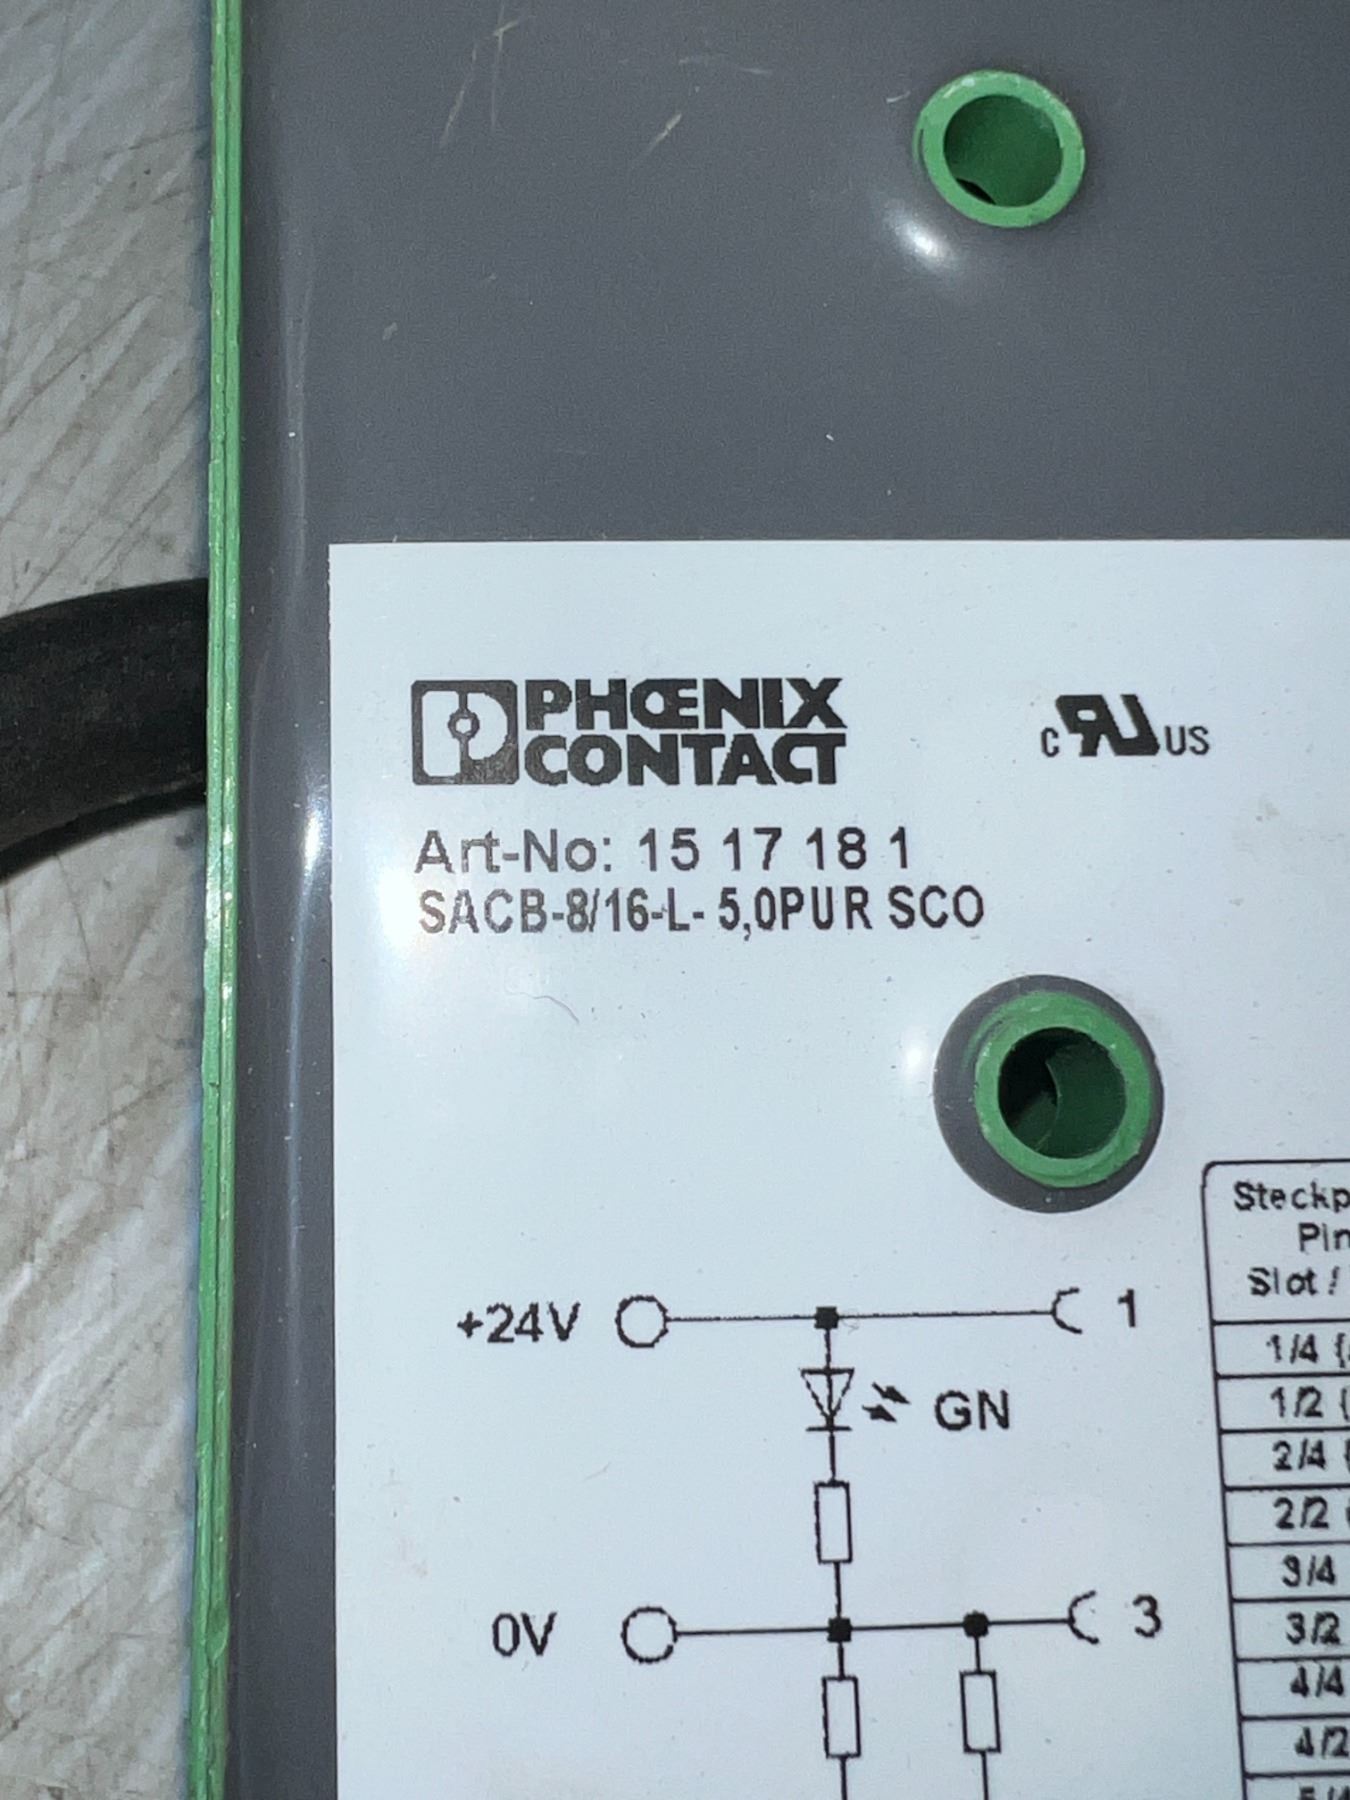 PHŒNIX
CONTACT
c RU US
Art-No: 15 17 18 1
SACB-8/16-L- 5,0PUR SCO
Steckp
Pin
Slot /
+24V
1
1/4
GN
1/2
2/4
2/2
3/4
0V
3
3/2
4/4
4/2